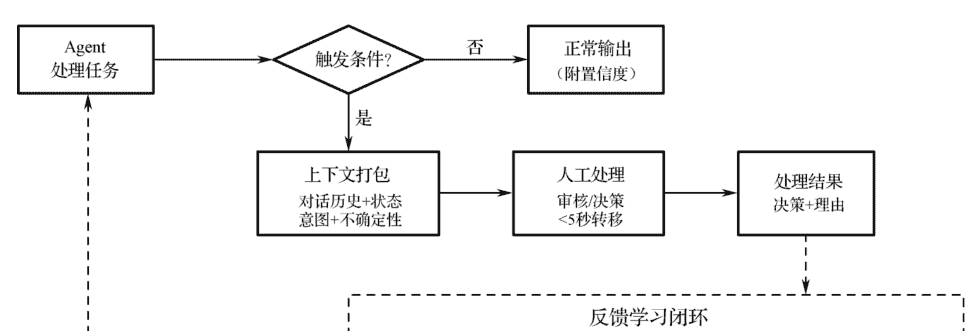 Agent
处理任务
触发条件?
否
正常输出
（附置信度）
是
上下文打包
对话历史+状态
意图+不确定性
人工处理
审核/决策
<5秒转移
处理结果
决策+理由
反馈学习闭环